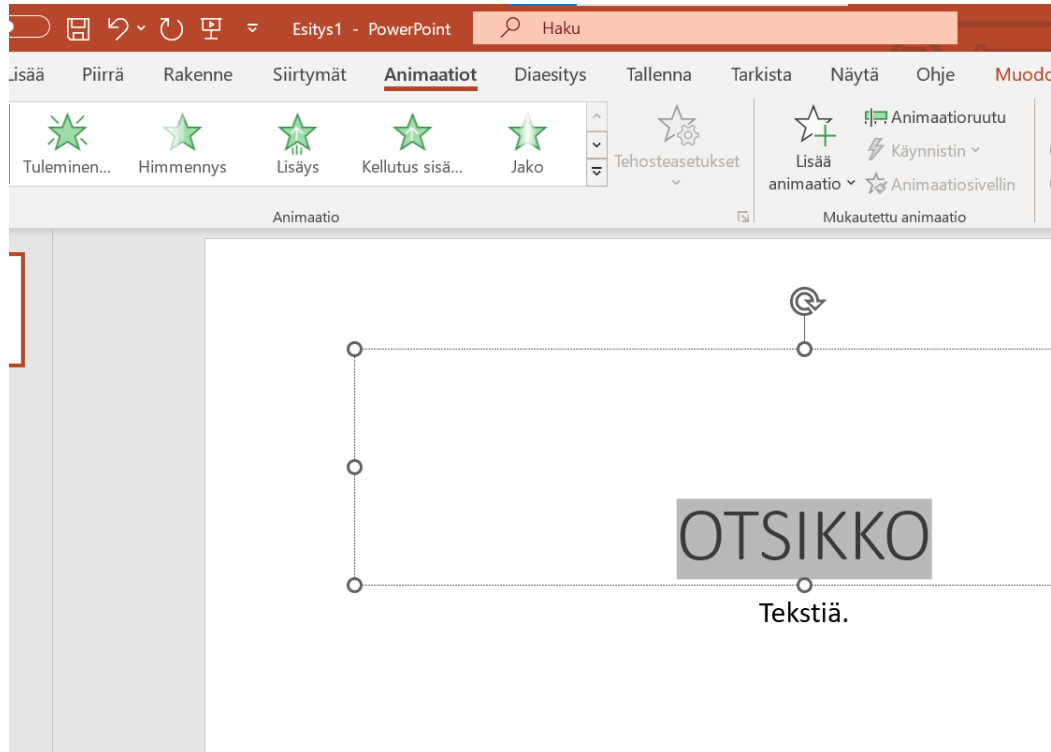 Esitys1 - PowerPoint Haku
Lisää Piirrä Rakenne Siirtymät Animaatiot Diaesitys Tallenna Tarkista Näytä Ohje Muodo
Tuleminen... Himmennys Lisäys Kellutus sisä... Jako
Tehosteasetukset
Lisää animaatio
Animaatioruutu
Käynnistin
Animaatiosivellin
Animaatio Mukautettu animaatio
OTSIKKO
Tekstiä.